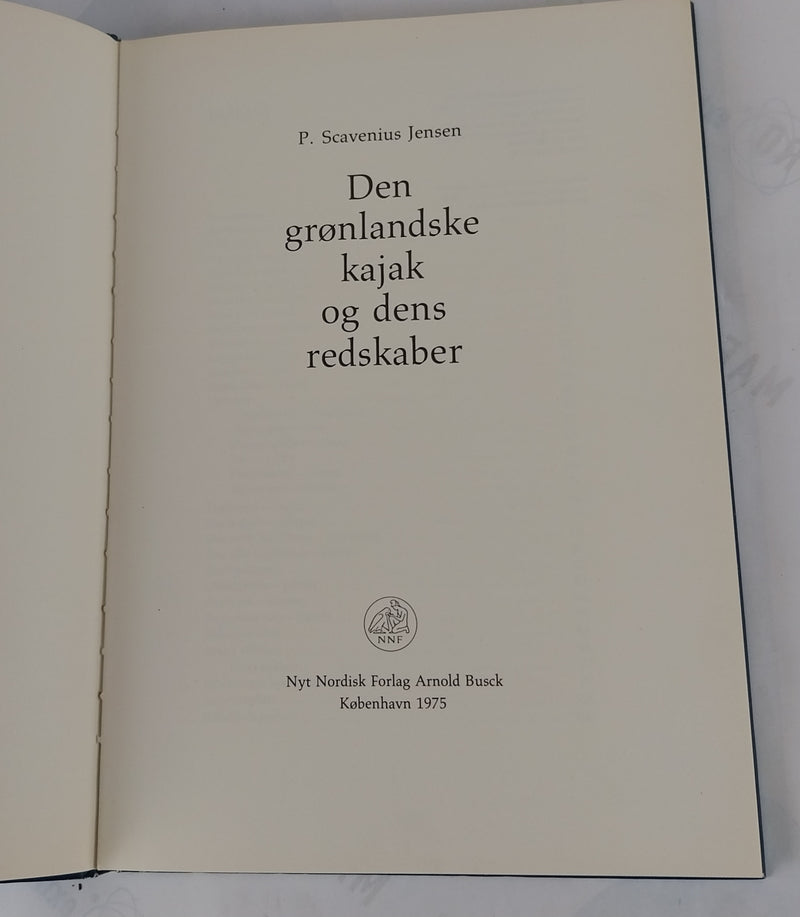 P. Scavenius Jensen
Den
grønlandske
kajak
og dens
redskaber
NNF
Nyt Nordisk Forlag Arnold Busck
København 1975